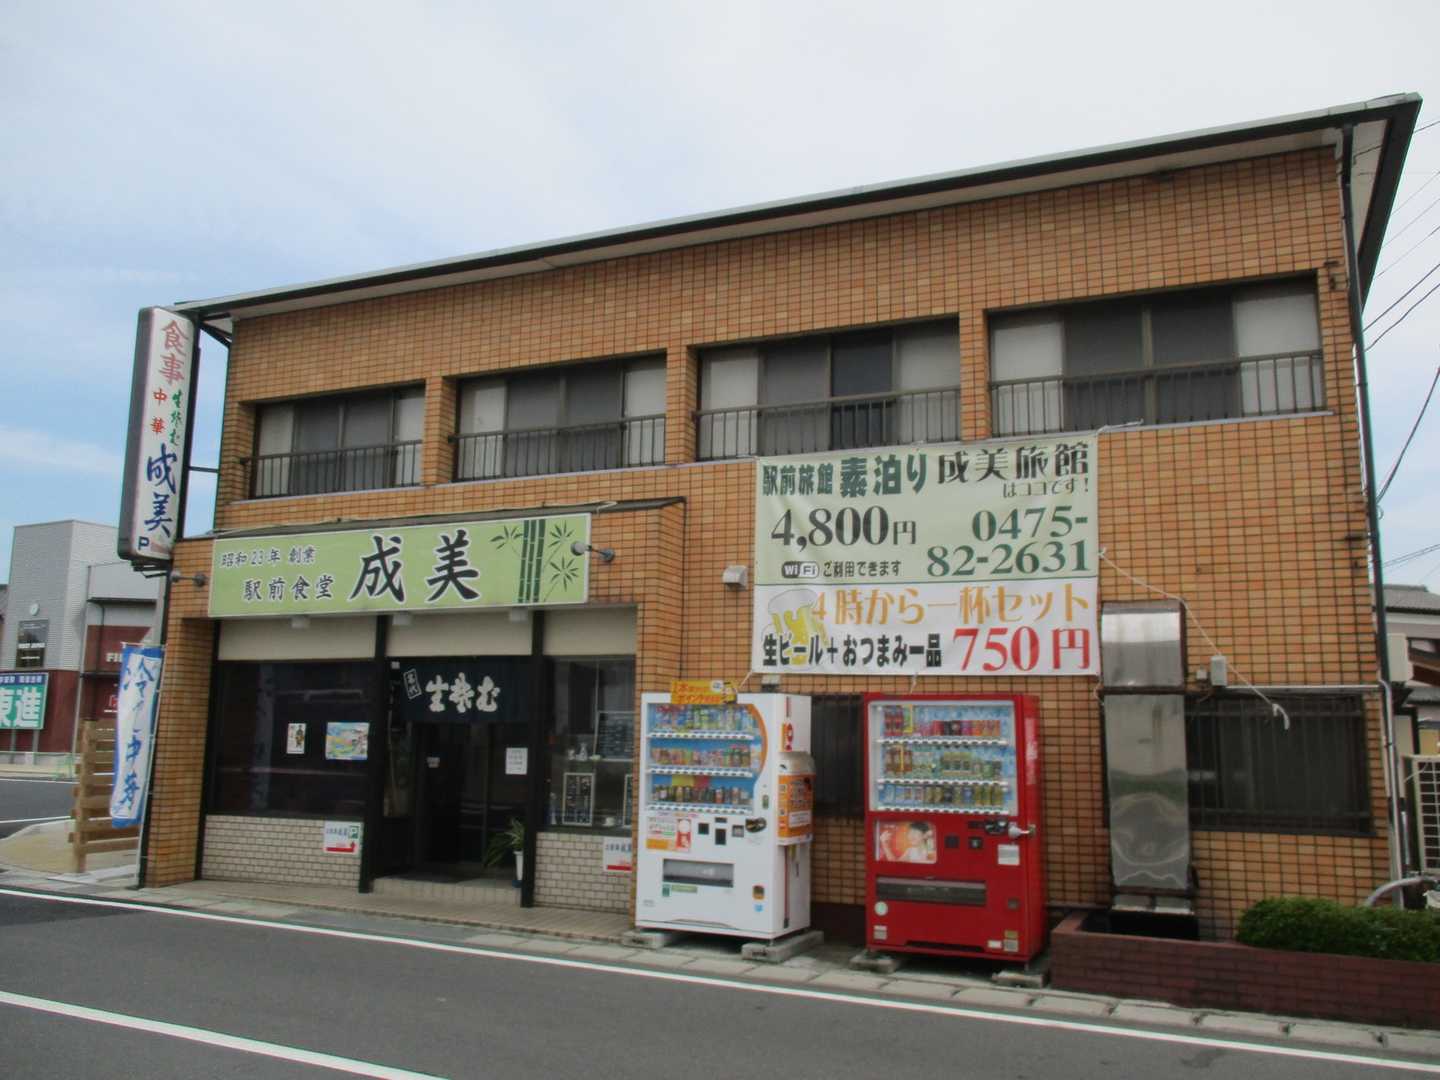 食事
中華
生そば
成美
P
昭和23年 創業
駅前食堂 成美
生そば
冷し中華
東進
駅前旅館 素泊り 成美旅館
はココです！
4,800円 0475-
82-2631
WiFi ご利用できます
4時から一杯セット
生ビール+おつまみ一品 750円